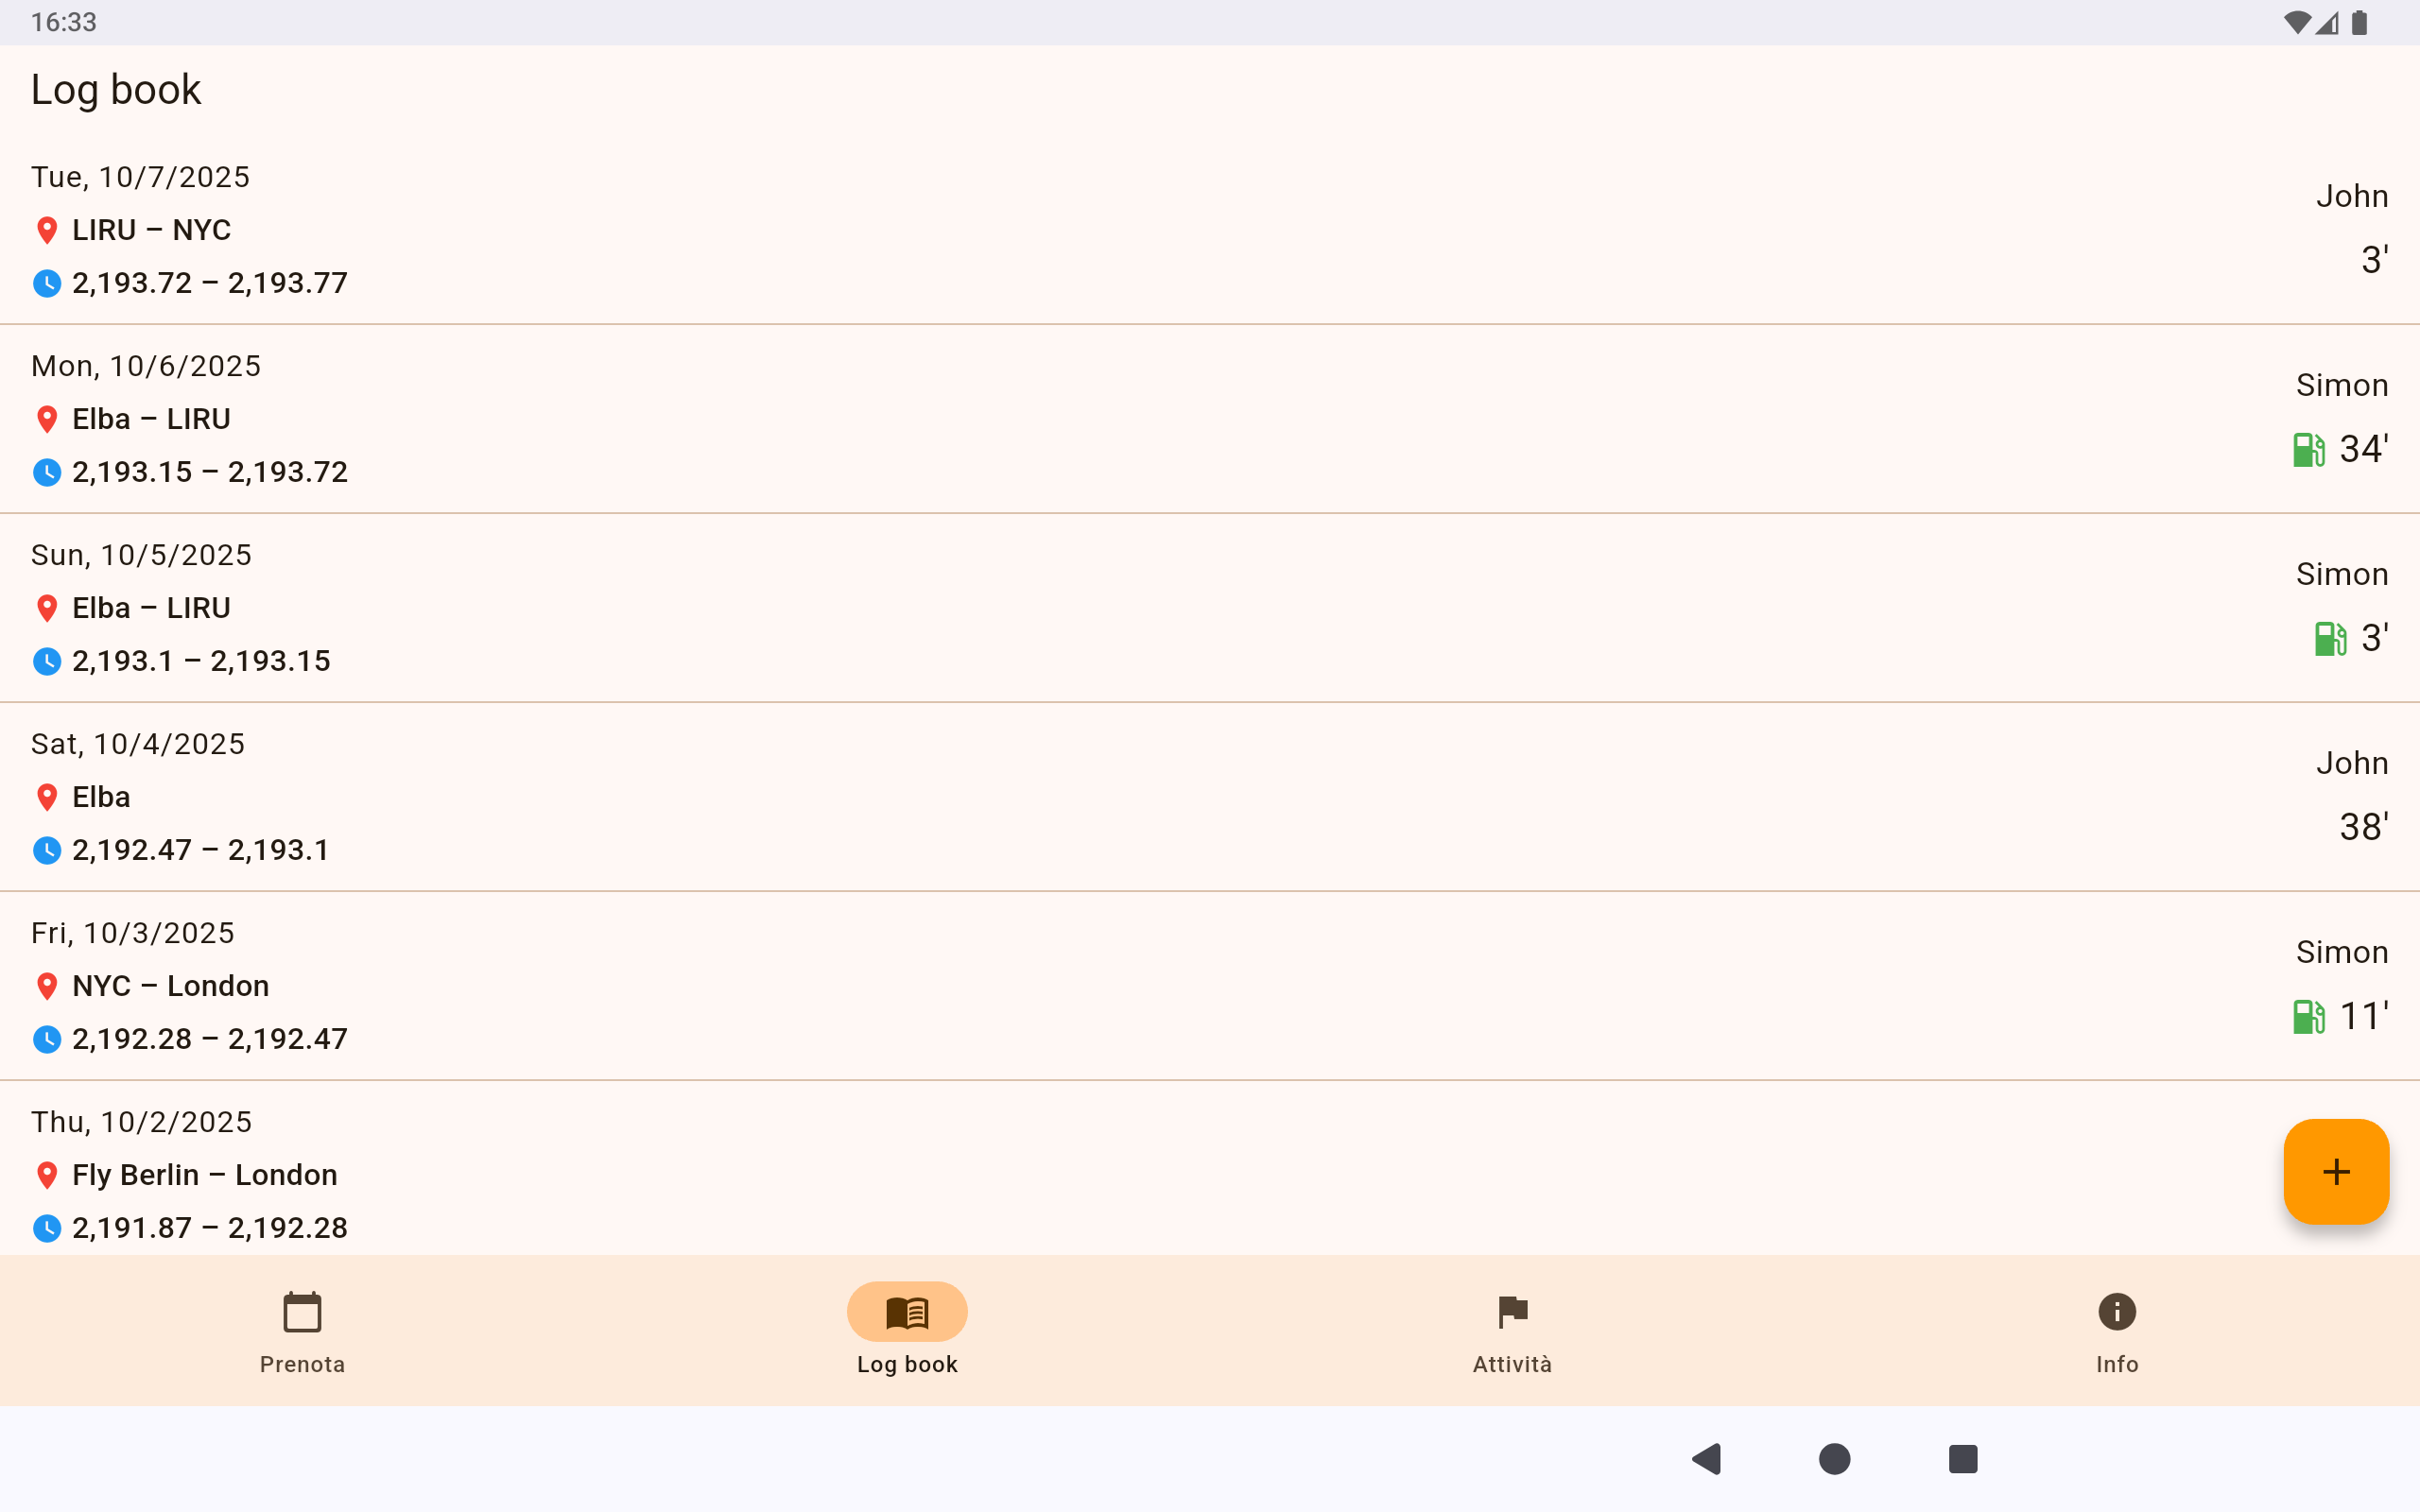 16:33
Log book
Tue, 10/7/2025
LIRU – NYC
2,193.72 – 2,193.77
John
3'
Mon, 10/6/2025
Elba – LIRU
2,193.15 – 2,193.72
Simon
34'
Sun, 10/5/2025
Elba – LIRU
2,193.1 – 2,193.15
Simon
3'
Sat, 10/4/2025
Elba
2,192.47 – 2,193.1
John
38'
Fri, 10/3/2025
NYC – London
2,192.28 – 2,192.47
Simon
11'
Thu, 10/2/2025
Fly Berlin – London
2,191.87 – 2,192.28
Prenota
Log book
Attività
Info